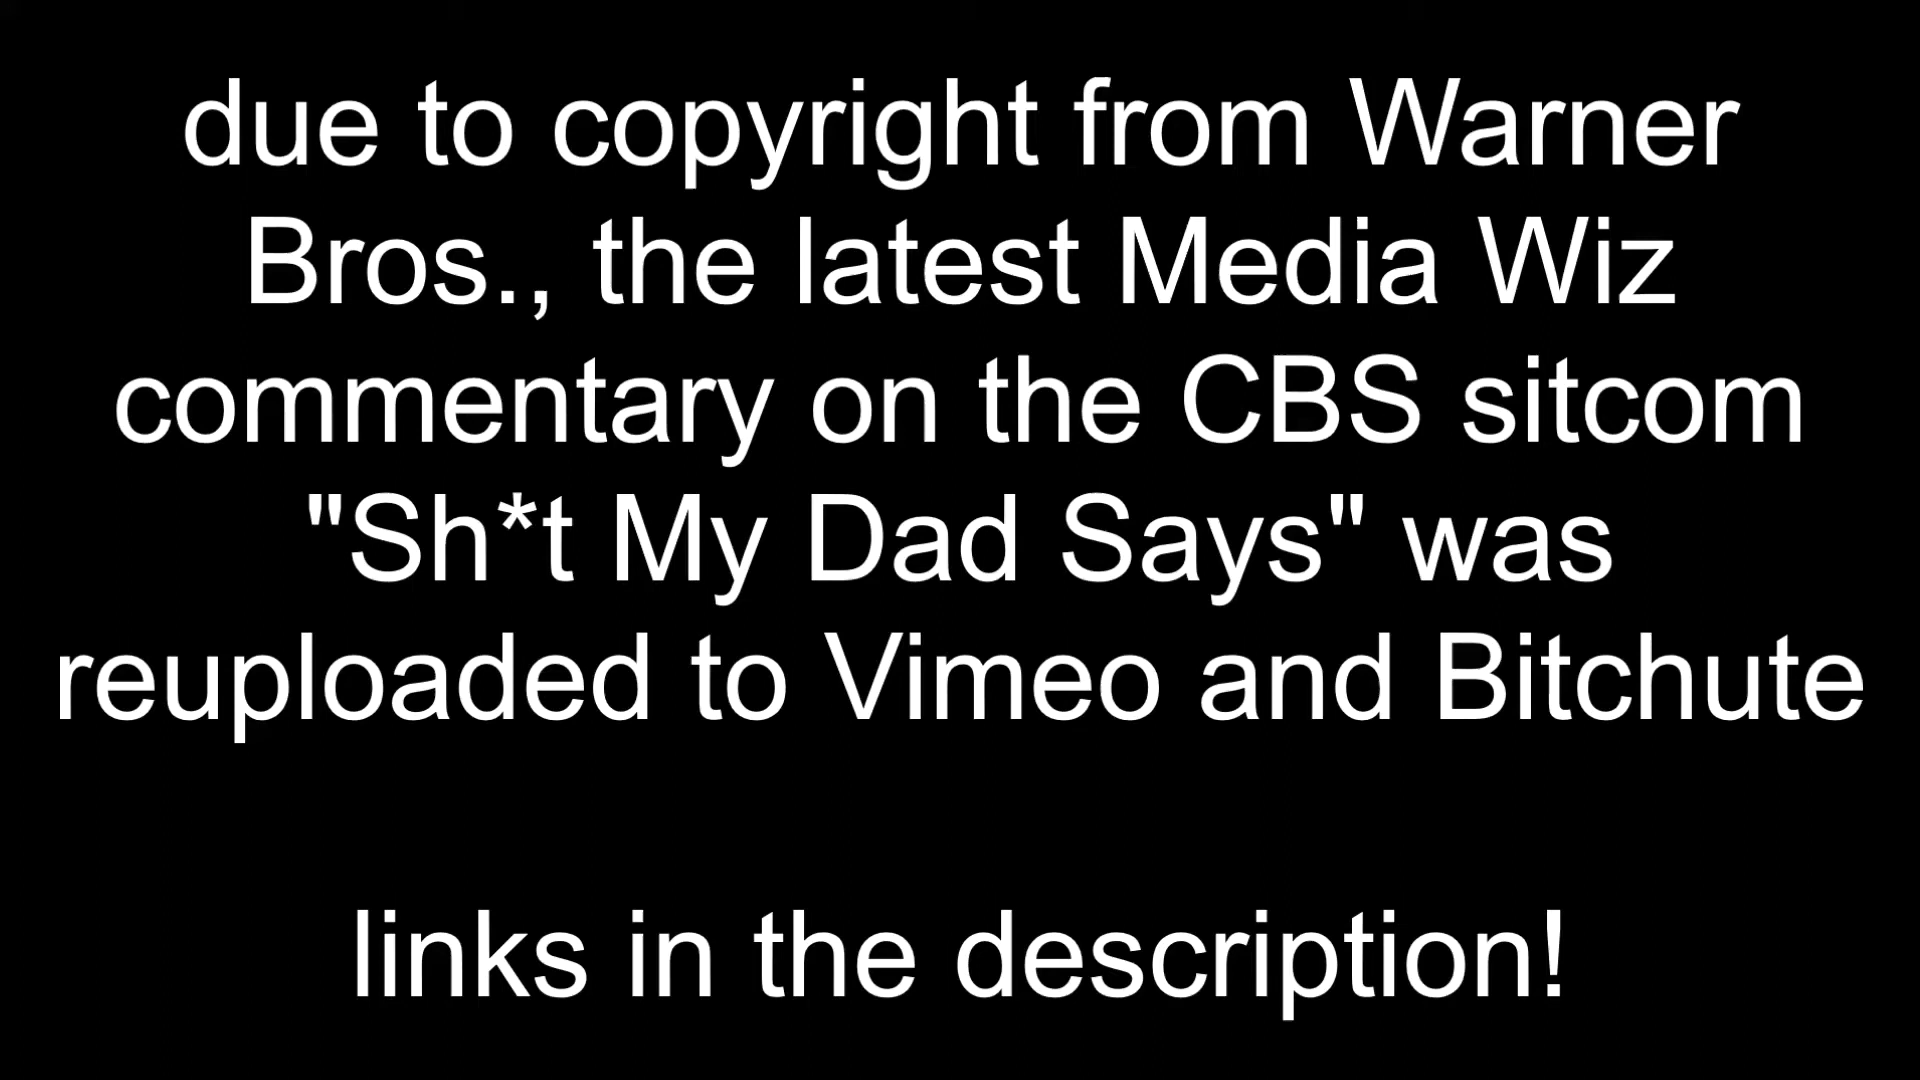 due to copyright from Warner
Bros., the latest Media Wiz
commentary on the CBS sitcom
"Sh*t My Dad Says" was
reuploaded to Vimeo and Bitchute
links in the description!